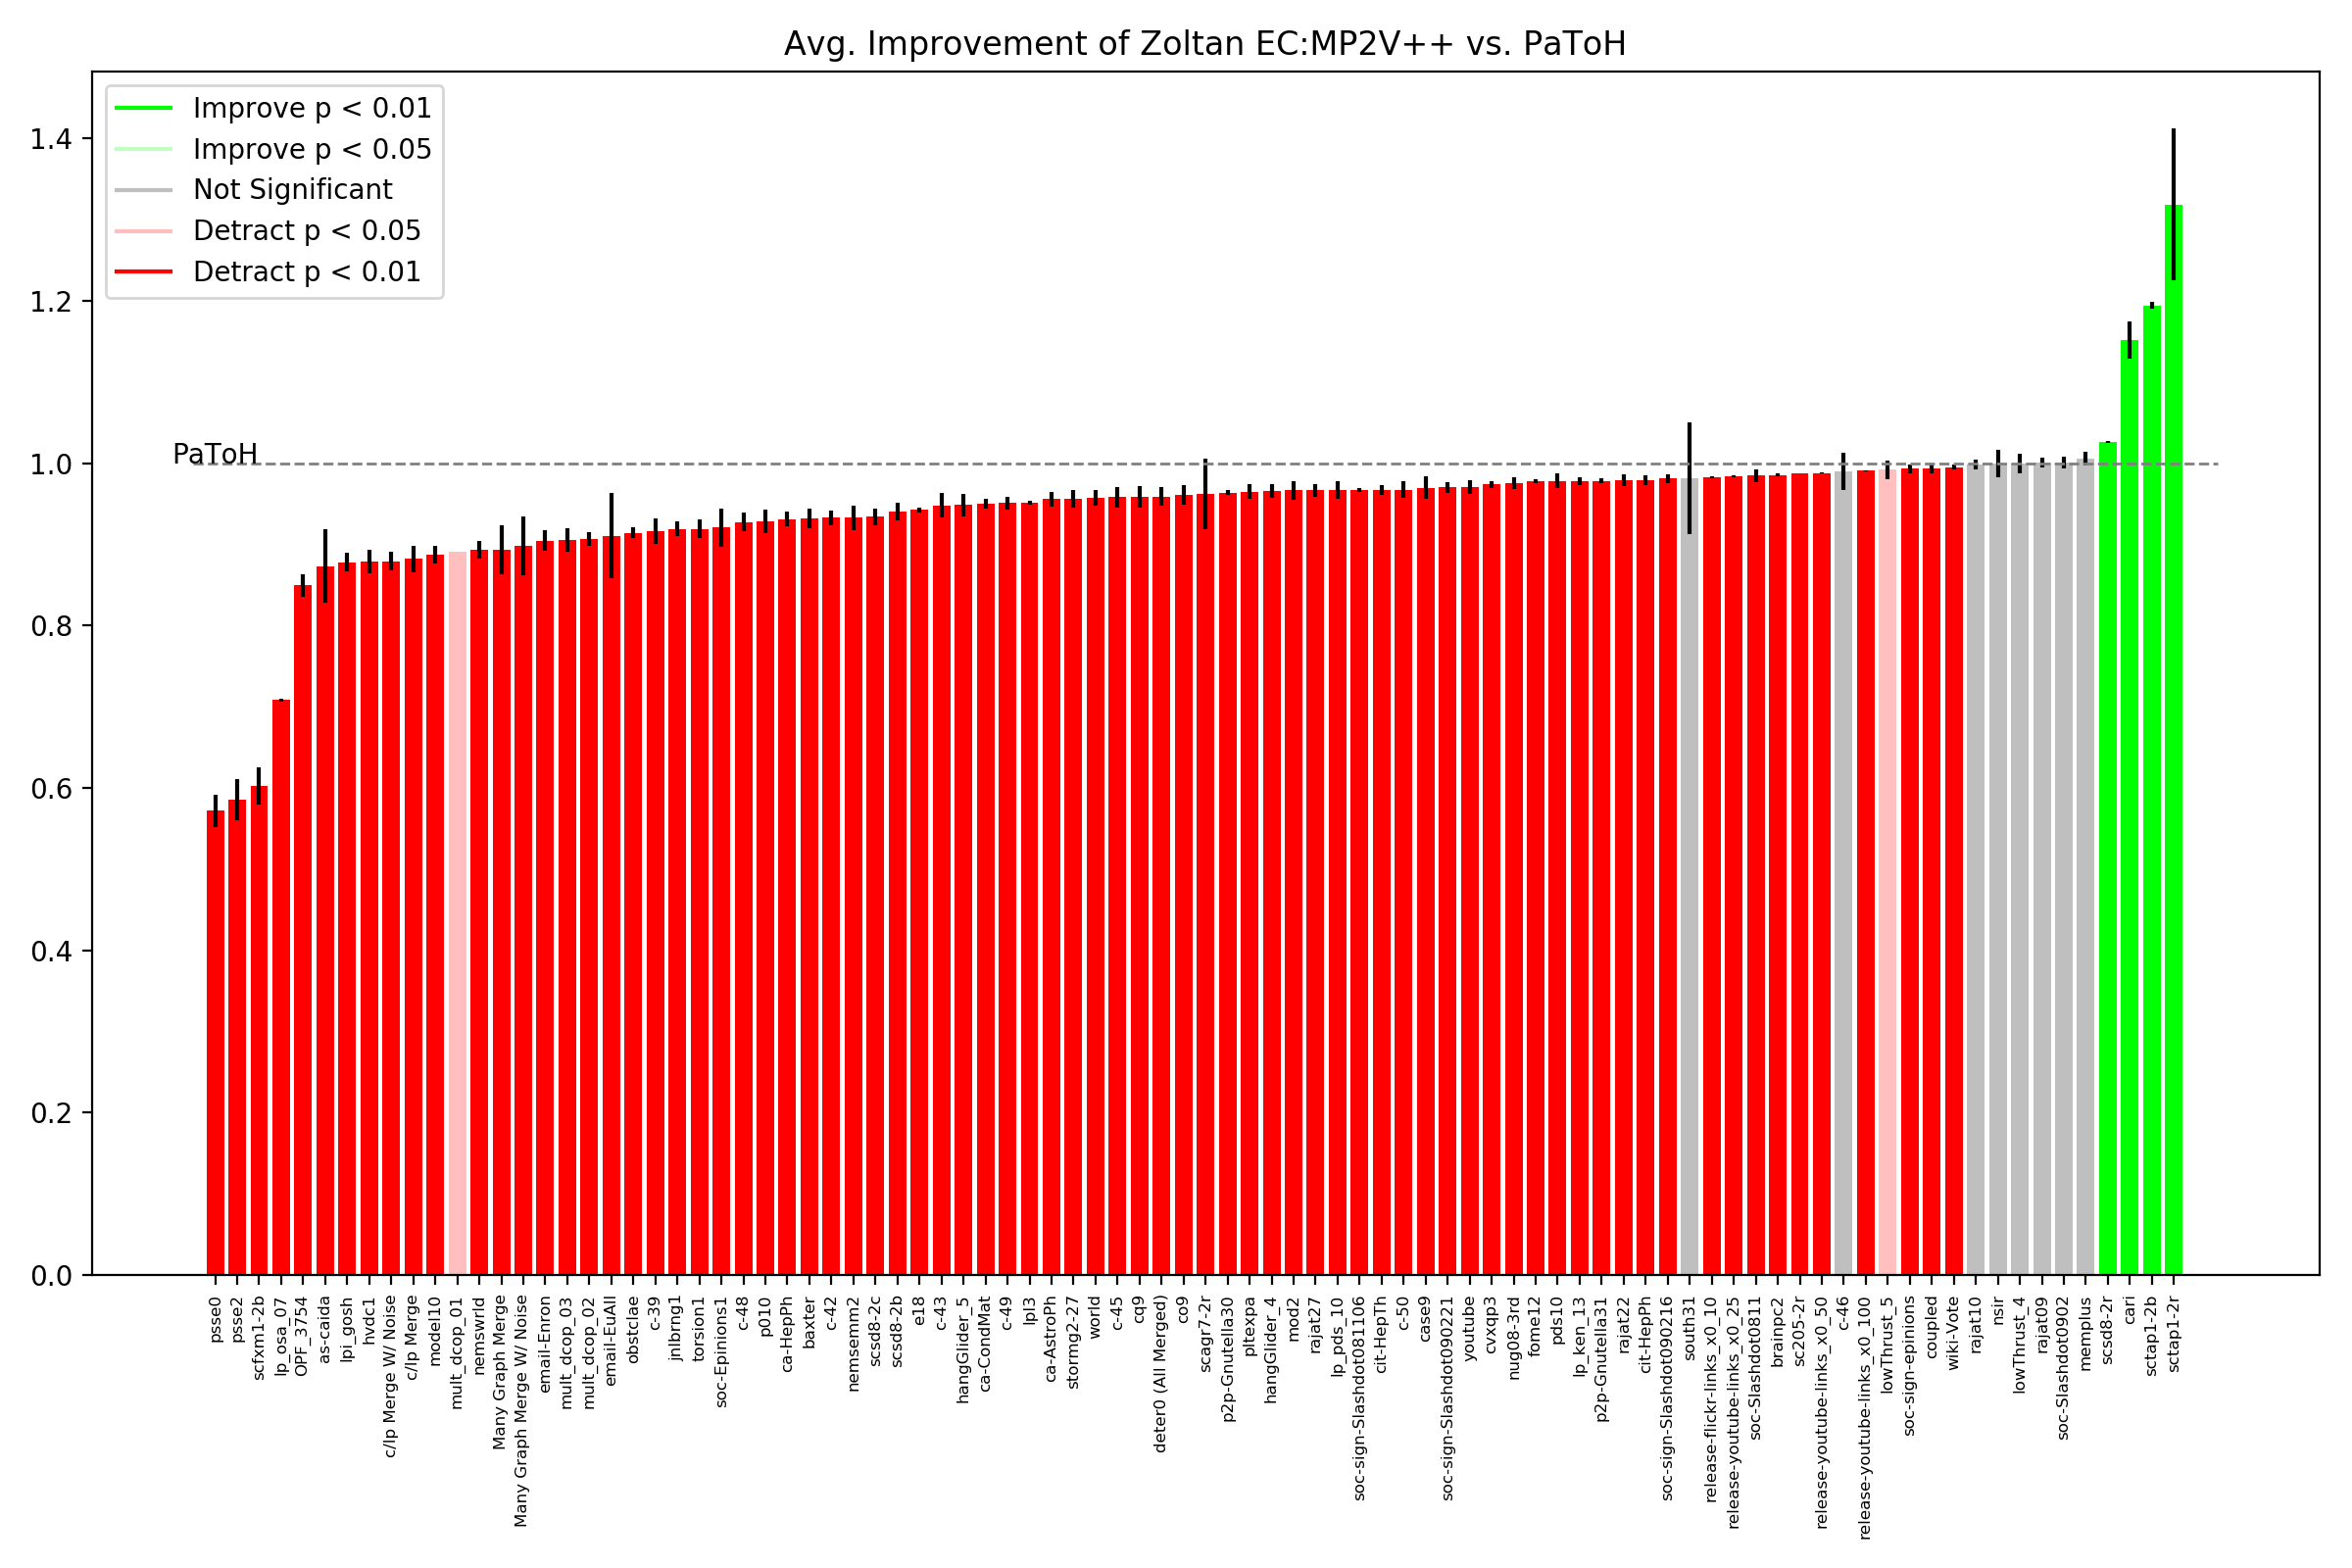 Avg. Improvement of Zoltan EC:MP2V++ vs. PaToH
Improve p < 0.01
Improve p < 0.05
Not Significant
Detract p < 0.05
Detract p < 0.01
1.4
1.2
1.0
0.8
0.6
0.4
0.2
0.0
PaToH
psse0
psse2
scfxm1-2b
lp_osa_07
OPF_3754
as-caida
lpi_gosh
hvdc1
c/lp Merge W/ Noise
c/lp Merge
model10
mult_dcop_01
nemswrld
Many Graph Merge
Many Graph Merge W/ Noise
email-Enron
mult_dcop_03
mult_dcop_02
email-EuAll
obstclae
c-39
jnlbrng1
torsion1
soc-Epinions1
c-48
p010
ca-HepPh
baxter
c-42
nemsemm2
scsd8-2c
scsd8-2b
e18
c-43
hangGlider_5
ca-CondMat
c-49
lpl3
ca-AstroPh
stormg2-27
world
c-45
cq9
deter0 (All Merged)
co9
scagr7-2r
p2p-Gnutella30
pltexpa
hangGlider_4
mod2
rajat27
lp_pds_10
soc-sign-Slashdot081106
cit-HepTh
c-50
case9
soc-sign-Slashdot090221
youtube
cvxqp3
nug08-3rd
fome12
pds10
lp_ken_13
p2p-Gnutella31
rajat22
cit-HepPh
soc-sign-Slashdot090216
south31
release-flickr-links_x0_10
release-youtube-links_x0_25
soc-Slashdot0811
brainpc2
sc205-2r
release-youtube-links_x0_50
c-46
release-youtube-links_x0_100
lowThrust_5
soc-sign-epinions
coupled
wiki-Vote
rajat10
nsir
lowThrust_4
rajat09
soc-Slashdot0902
memplus
scsd8-2r
cari
sctap1-2b
sctap1-2r